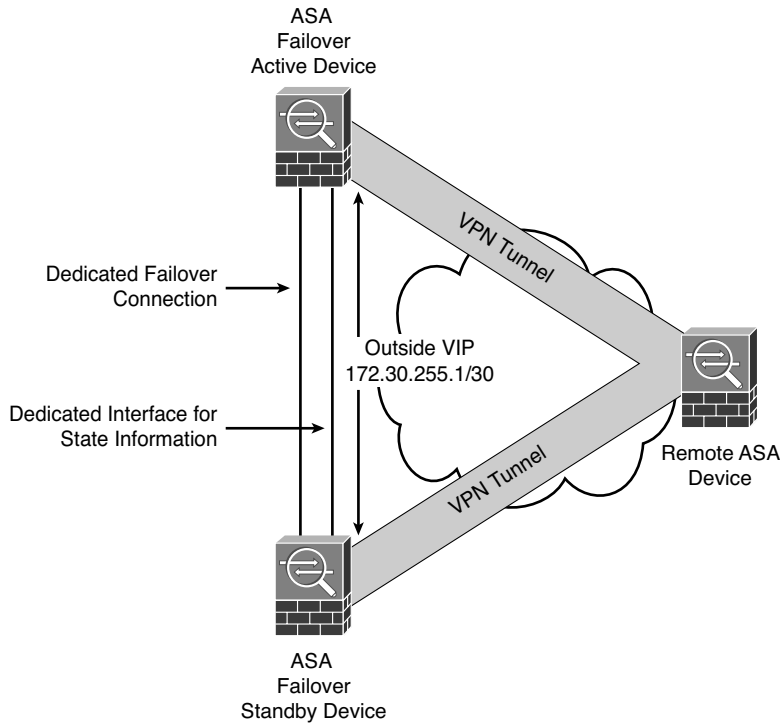 ASA
Failover
Active Device
VPN Tunnel
Dedicated Failover
Connection
Outside VIP
172.30.255.1/30
Dedicated Interface for
State Information
Remote ASA
Device
VPN Tunnel
ASA
Failover
Standby Device